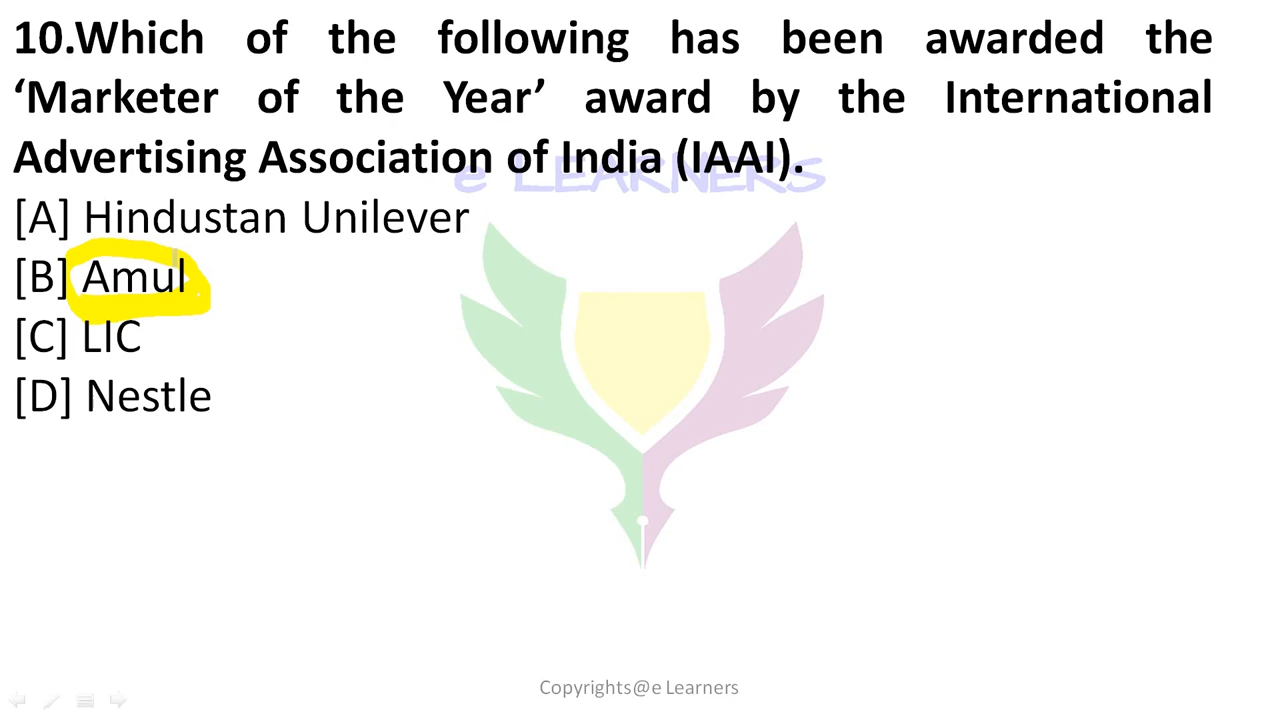 10.Which of the following has been awarded the
‘Marketer of the Year’ award by the International
Advertising Association of India (IAAI).
e LEARNERS
[A] Hindustan Unilever
[B] Amul
[C] LIC
[D] Nestle
Copyrights@e Learners